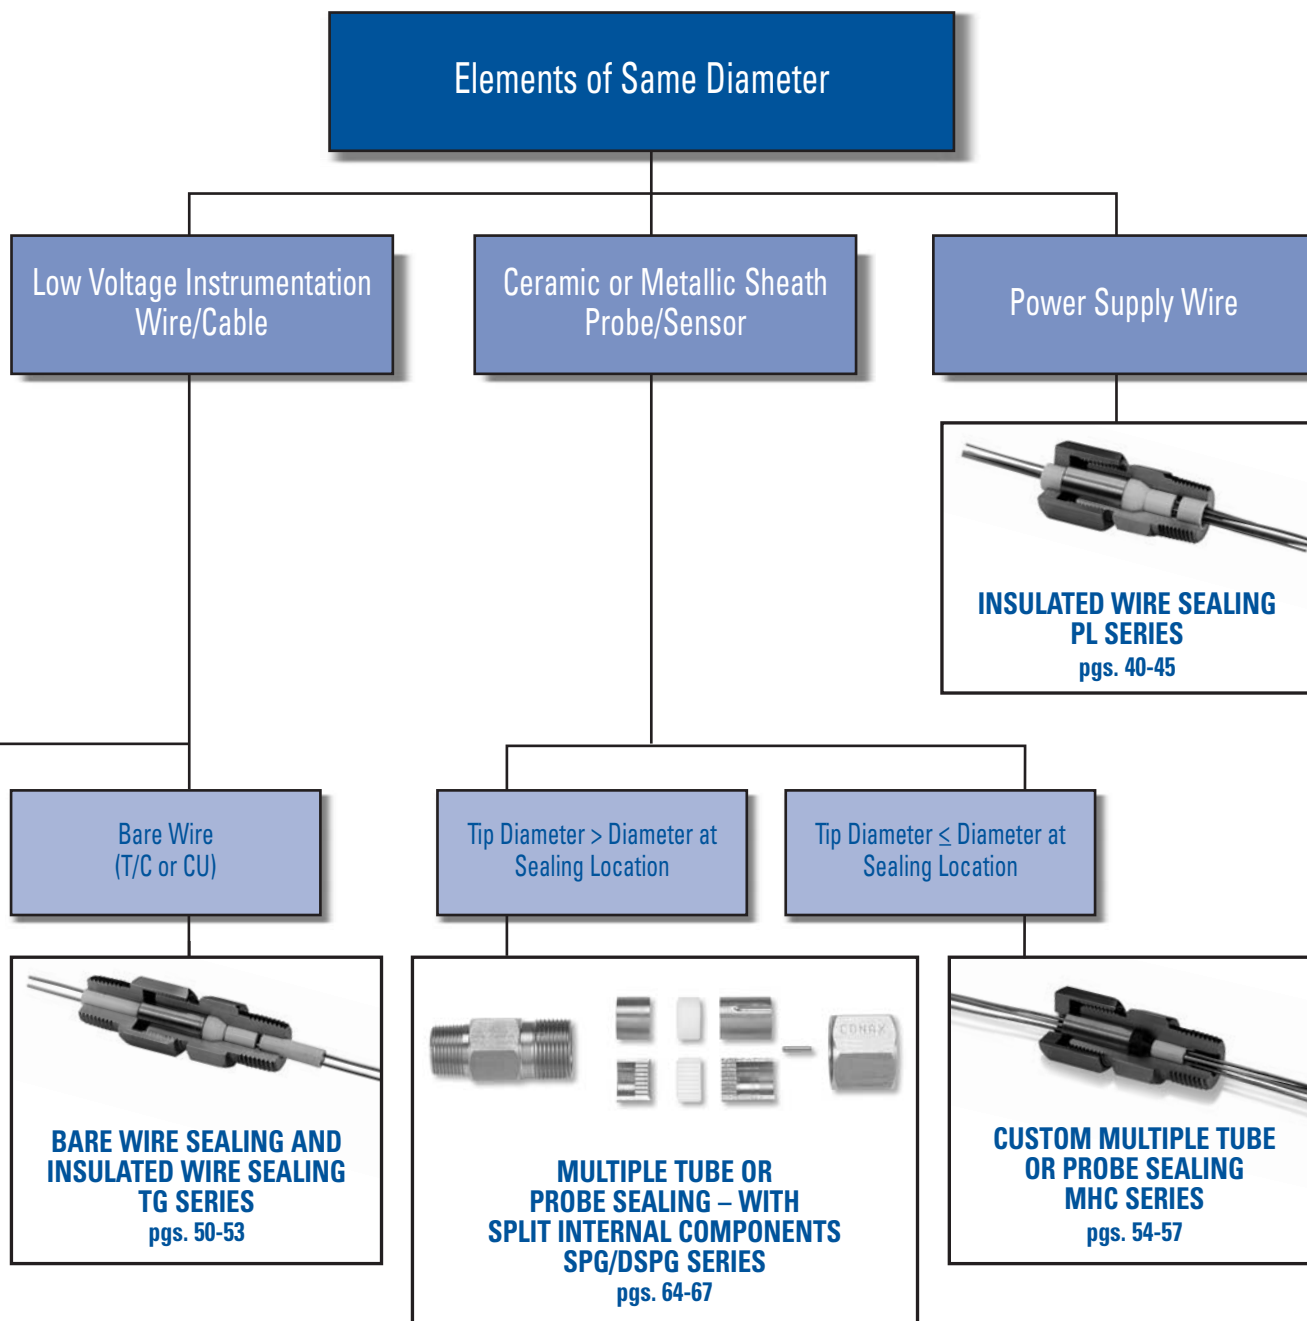 Elements of Same Diameter
Low Voltage Instrumentation
Wire/Cable
Ceramic or Metallic Sheath
Probe/Sensor
Power Supply Wire
INSULATED WIRE SEALING
PL SERIES
pgs. 40-45
Bare Wire
(T/C or CU)
Tip Diameter > Diameter at
Sealing Location
Tip Diameter ≤ Diameter at
Sealing Location
BARE WIRE SEALING AND
INSULATED WIRE SEALING
TG SERIES
pgs. 50-53
CONAX
MULTIPLE TUBE OR
PROBE SEALING – WITH
SPLIT INTERNAL COMPONENTS
SPG/DSPG SERIES
pgs. 64-67
CUSTOM MULTIPLE TUBE
OR PROBE SEALING
MHC SERIES
pgs. 54-57